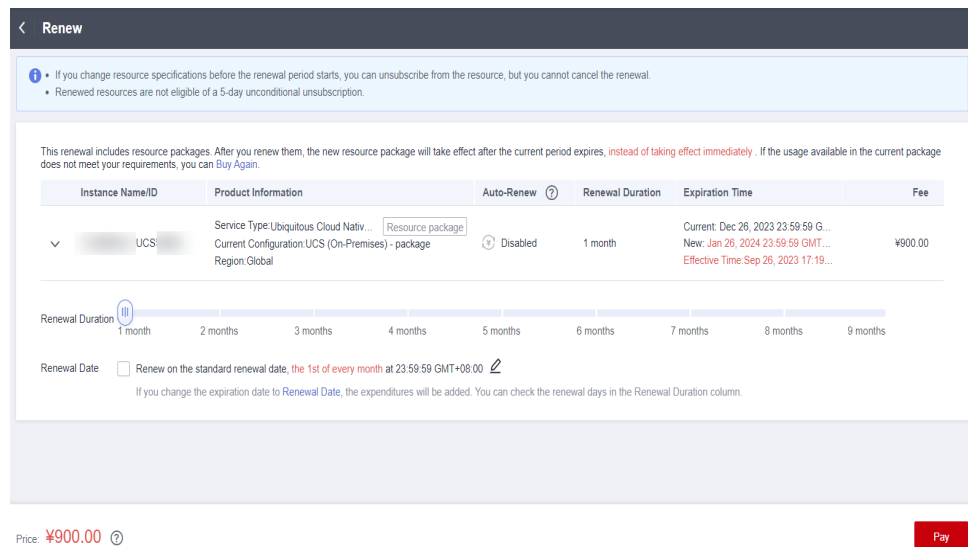 Renew
• If you change resource specifications before the renewal period starts, you can unsubscribe from the resource, but you cannot cancel the renewal.
• Renewed resources are not eligible of a 5-day unconditional unsubscription.
This renewal includes resource packages. After you renew them, the new resource package will take effect after the current period expires, instead of taking effect immediately . If the usage available in the current package
does not meet your requirements, you can Buy Again.
Instance Name/ID Product Information Auto-Renew ? Renewal Duration Expiration Time Fee
Service Type:Ubiquitous Cloud Nativ... Resource package Current: Dec 26, 2023 23:59:59 G...
UCS Current Configuration:UCS (On-Premises) - package Disabled 1 month New: Jan 26, 2024 23:59:59 GMT... ¥900.00
Region:Global Effective Time:Sep 26, 2023 17:19...
Renewal Duration
1 month 2 months 3 months 4 months 5 months 6 months 7 months 8 months 9 months
Renewal Date Renew on the standard renewal date, the 1st of every month at 23:59:59 GMT+08:00
If you change the expiration date to Renewal Date, the expenditures will be added. You can check the renewal days in the Renewal Duration column.
Price: ¥900.00 ? Pay